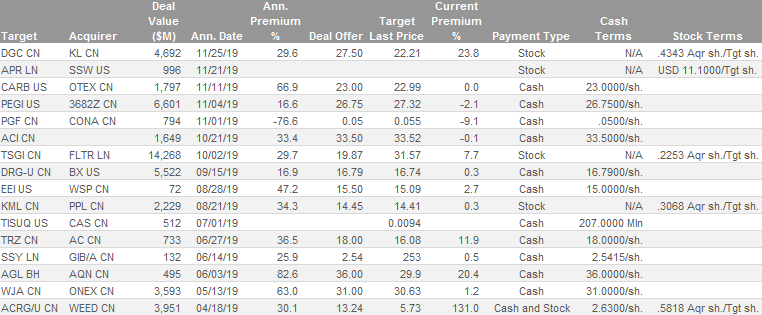 Deal Ann. Target Current
Value Premium Last Premium Cash
Target Acquirer ($M) Ann. Date % Deal Offer Price % Payment Type Terms Stock Terms
DGC CN KL CN 4,692 11/25/19 29.6 27.50 22.21 23.8 Stock N/A .4343 Aqr sh./Tgt sh.
APR LN SSW US 996 11/21/19 Stock N/A USD 11.1000/Tgt sh.
CARB US OTEX CN 1,797 11/11/19 66.9 23.00 22.99 0.0 Cash 23.0000/sh.
PEGI US 3682Z CN 6,601 11/04/19 16.6 26.75 27.32 -2.1 Cash 26.7500/sh.
PGF CN CONA CN 794 11/01/19 -76.6 0.05 0.055 -9.1 Cash .0500/sh.
ACI CN 1,649 10/21/19 33.4 33.50 33.52 -0.1 Cash 33.5000/sh.
TSGI CN FLTR LN 14,268 10/02/19 29.7 19.87 31.57 7.7 Stock N/A .2253 Aqr sh./Tgt sh.
DRG-U CN BX US 5,522 09/15/19 16.9 16.79 16.74 0.3 Cash 16.7900/sh.
EEI US WSP CN 72 08/28/19 47.2 15.50 15.09 2.7 Cash 15.0000/sh.
KML CN PPL CN 2,229 08/21/19 34.3 14.45 14.41 0.3 Stock N/A .3068 Aqr sh./Tgt sh.
TISUQ US CAS CN 512 07/01/19 0.0094 Cash 207.0000 Mln
TRZ CN AC CN 733 06/27/19 36.5 18.00 16.08 11.9 Cash 18.0000/sh.
SSY LN GIB/A CN 132 06/14/19 25.9 2.54 253 0.5 Cash 2.5415/sh.
AGL BH AQN CN 495 06/03/19 82.6 36.00 29.9 20.4 Cash 36.0000/sh.
WJA CN ONEX CN 3,593 05/13/19 63.0 31.00 30.63 1.2 Cash 31.0000/sh.
ACRG/U CN WEED CN 3,951 04/18/19 30.1 13.24 5.73 131.0 Cash and Stock 2.6300/sh. .5818 Aqr sh./Tgt sh.